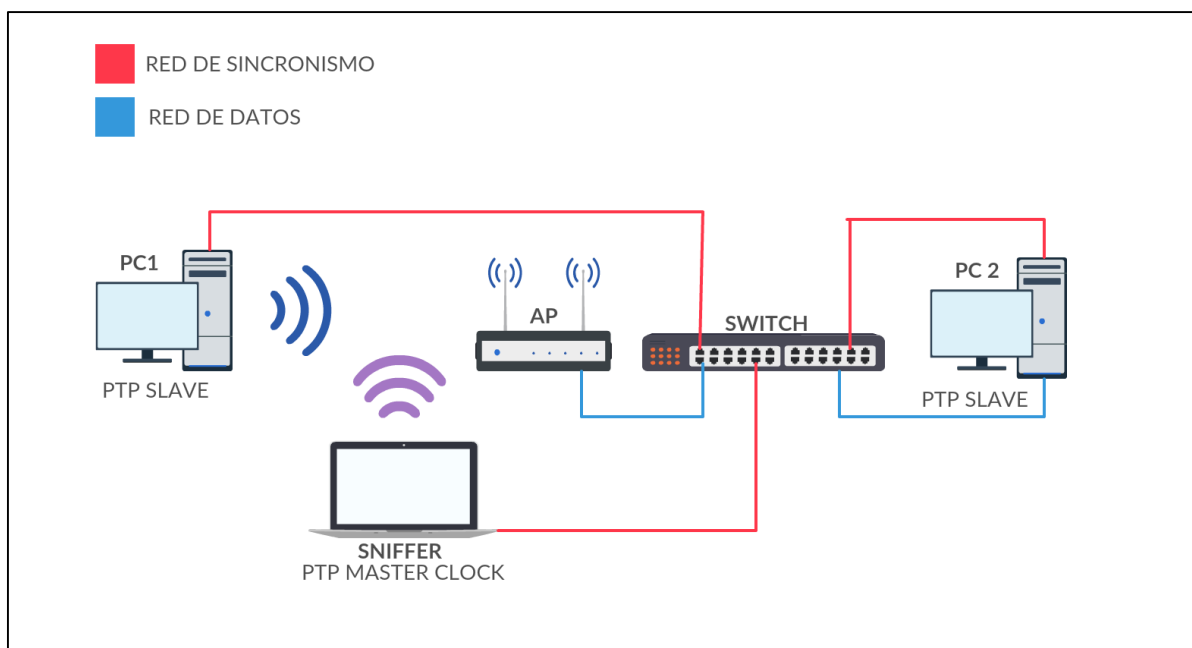 RED DE SINCRONISMO
RED DE DATOS
PC1
PTP SLAVE
AP
SWITCH
PC 2
PTP SLAVE
SNIFFER
PTP MASTER CLOCK